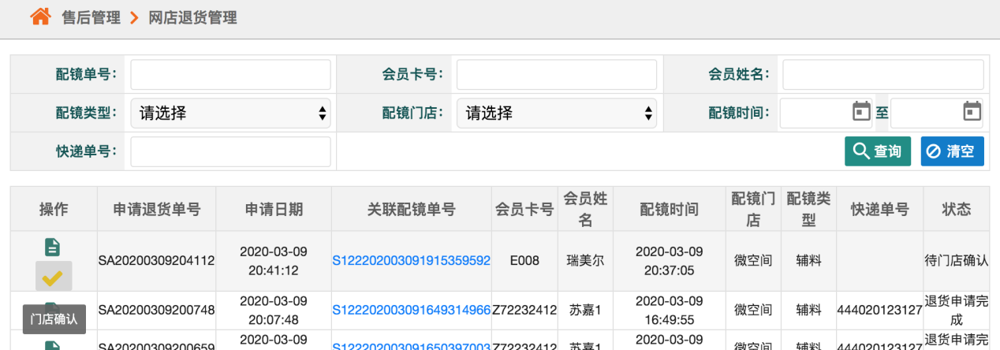 售后管理 网店退货管理
配镜单号： 会员卡号： 会员姓名：
配镜类型： 请选择 配镜门店： 请选择 配镜时间： 至
快递单号： 查询 清空
操作 申请退货单号 申请日期 关联配镜单号 会员卡号 会员姓名 配镜时间 配镜门店 配镜类型 快递单号 状态
SA20200309204112 2020-03-09 20:41:12 S122202003091915359592 E008 瑞美尔 2020-03-09 20:37:05 微空间 辅料 待门店确认
SA20200309200748 2020-03-09 20:07:48 S122202003091649314966 Z72232412 苏嘉1 2020-03-09 16:49:55 微空间 辅料 444020123127 退货申请完成
门店确认
SA20200309200659 2020-03-09 S122202003091650397003 Z72232412 苏嘉1 2020-03-09 微空间 辅料 444020123127 退货申请完